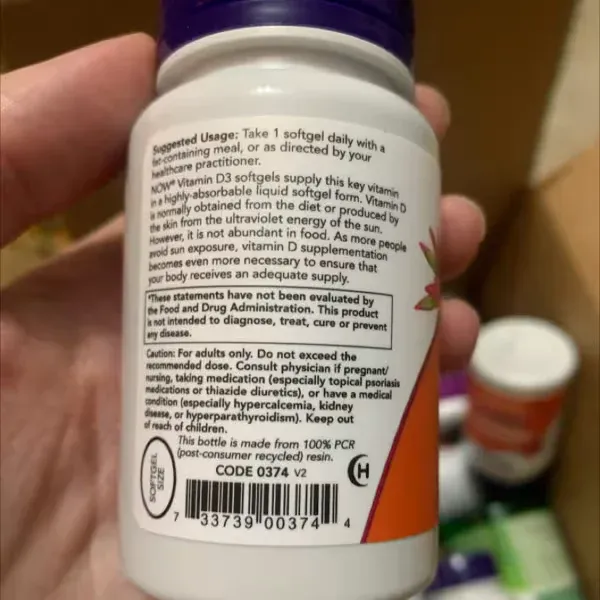 Suggested Usage: Take 1 softgel daily with a
fat-containing meal, or as directed by your
healthcare practitioner.
NOW® Vitamin D3 softgels supply this key vitamin
in a highly-absorbable liquid softgel form. Vitamin D
is normally obtained from the diet or produced by
the skin from the ultraviolet energy of the sun.
However, it is not abundant in food. As more people
avoid sun exposure, vitamin D supplementation
becomes even more necessary to ensure that
your body receives an adequate supply.
*These statements have not been evaluated by
the Food and Drug Administration. This product
is not intended to diagnose, treat, cure or prevent
any disease.
Caution: For adults only. Do not exceed the
recommended dose. Consult physician if pregnant/
nursing, taking medication (especially topical psoriasis
medications or thiazide diuretics), or have a medical
condition (especially hypercalcemia, kidney
disease, or hyperparathyroidism). Keep out
of reach of children.
This bottle is made from 100% PCR
(post-consumer recycled) resin.
SOFTGEL
SIZE
CODE 0374 V2
H
7 33739 00374 4